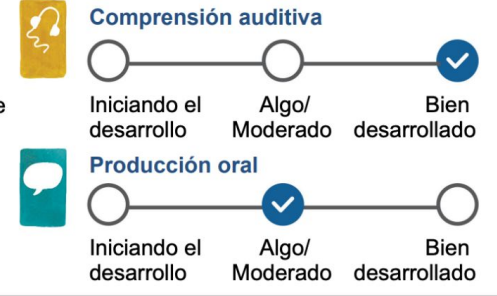 Comprensión auditiva
e
Iniciando el Algo/ Bien
desarrollo Moderado desarrollado
Producción oral
Iniciando el Algo/ Bien
desarrollo Moderado desarrollado